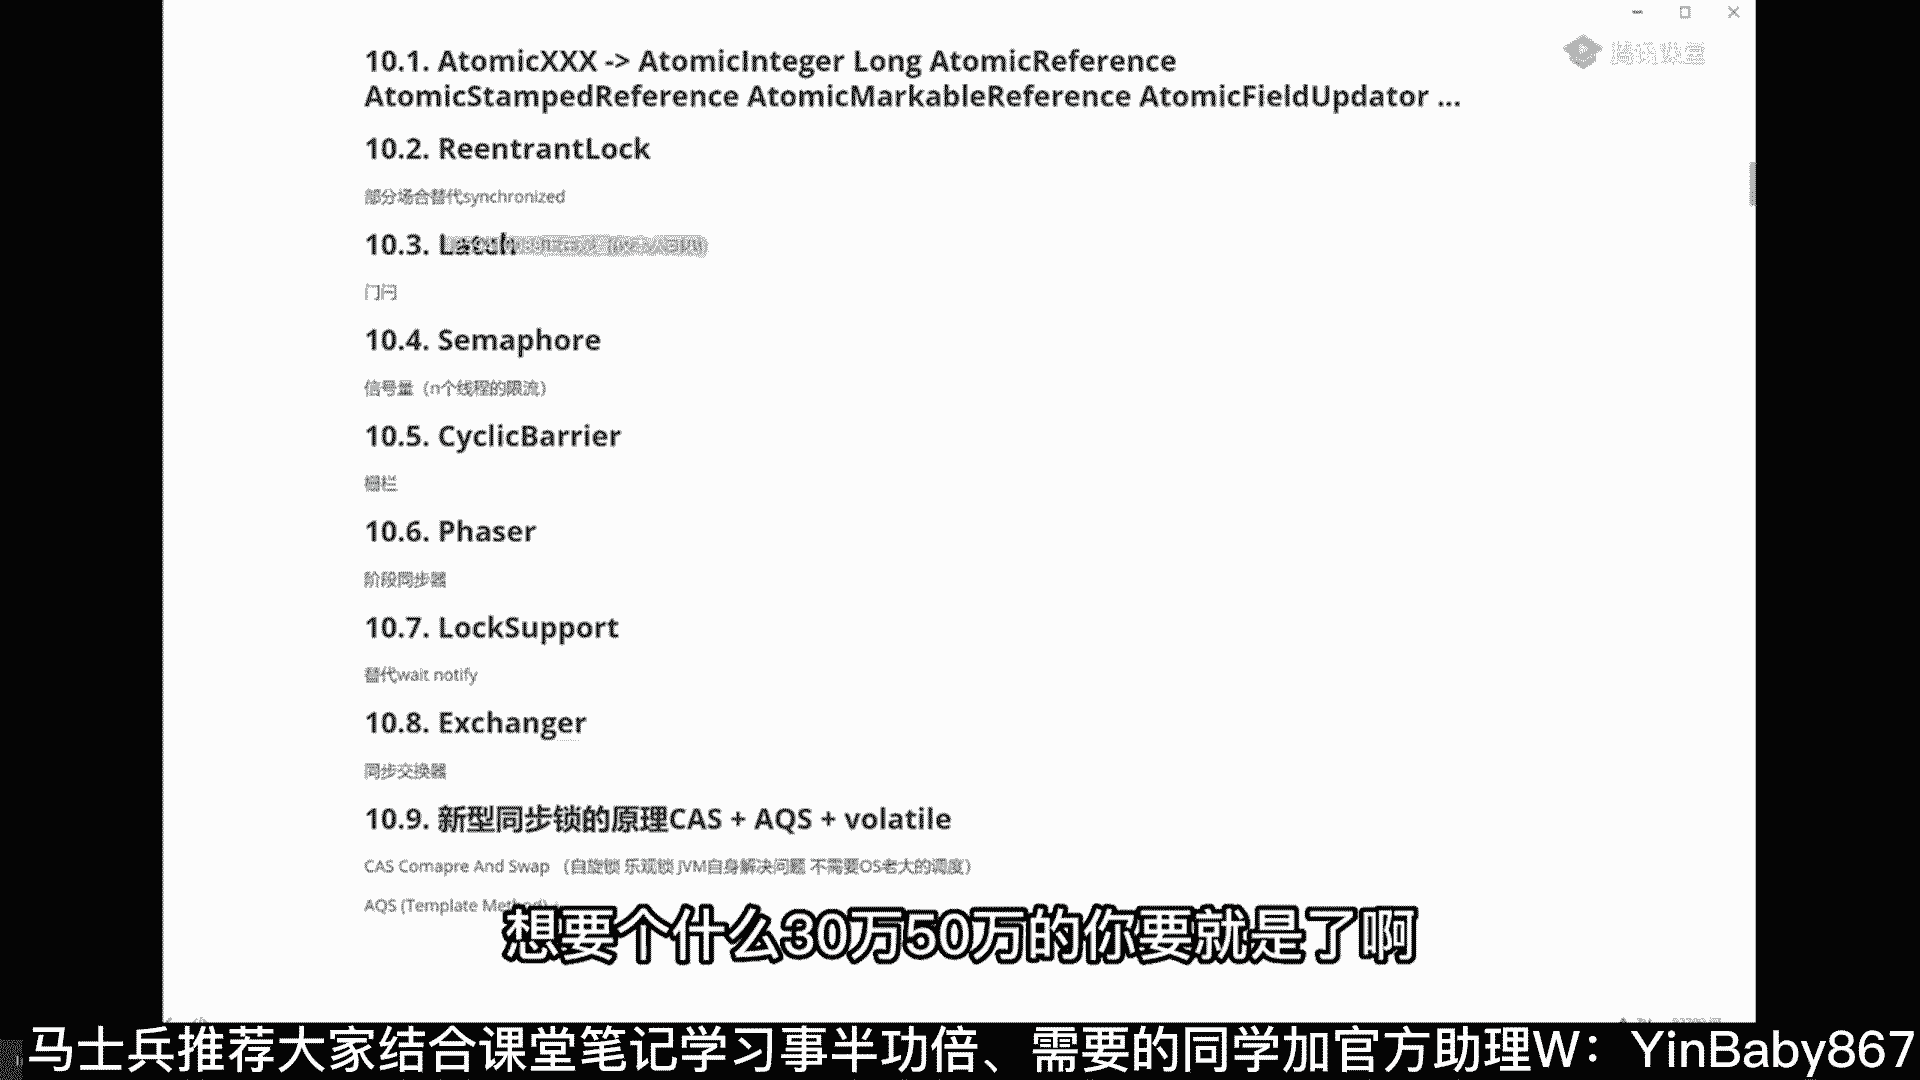 腾讯课堂
10.1. AtomicXXX -> AtomicInteger Long AtomicReference
AtomicStampedReference AtomicMarkableReference AtomicFieldUpdator ...
10.2. ReentrantLock
部分场合替代synchronized
10.3. Latch
门闩
10.4. Semaphore
信号量（n个线程的限流）
10.5. CyclicBarrier
栅栏
10.6. Phaser
阶段同步器
10.7. LockSupport
替代wait notify
10.8. Exchanger
同步交换器
10.9. 新型同步锁的原理CAS + AQS + volatile
CAS Comapre And Swap （自旋锁 乐观锁 JVM自身解决问题 不需要OS老大的调度）
AQS (Template Method)
想要个什么30万50万的你要就是了啊
马士兵推荐大家结合课堂笔记学习事半功倍、需要的同学加官方助理W：YinBaby867